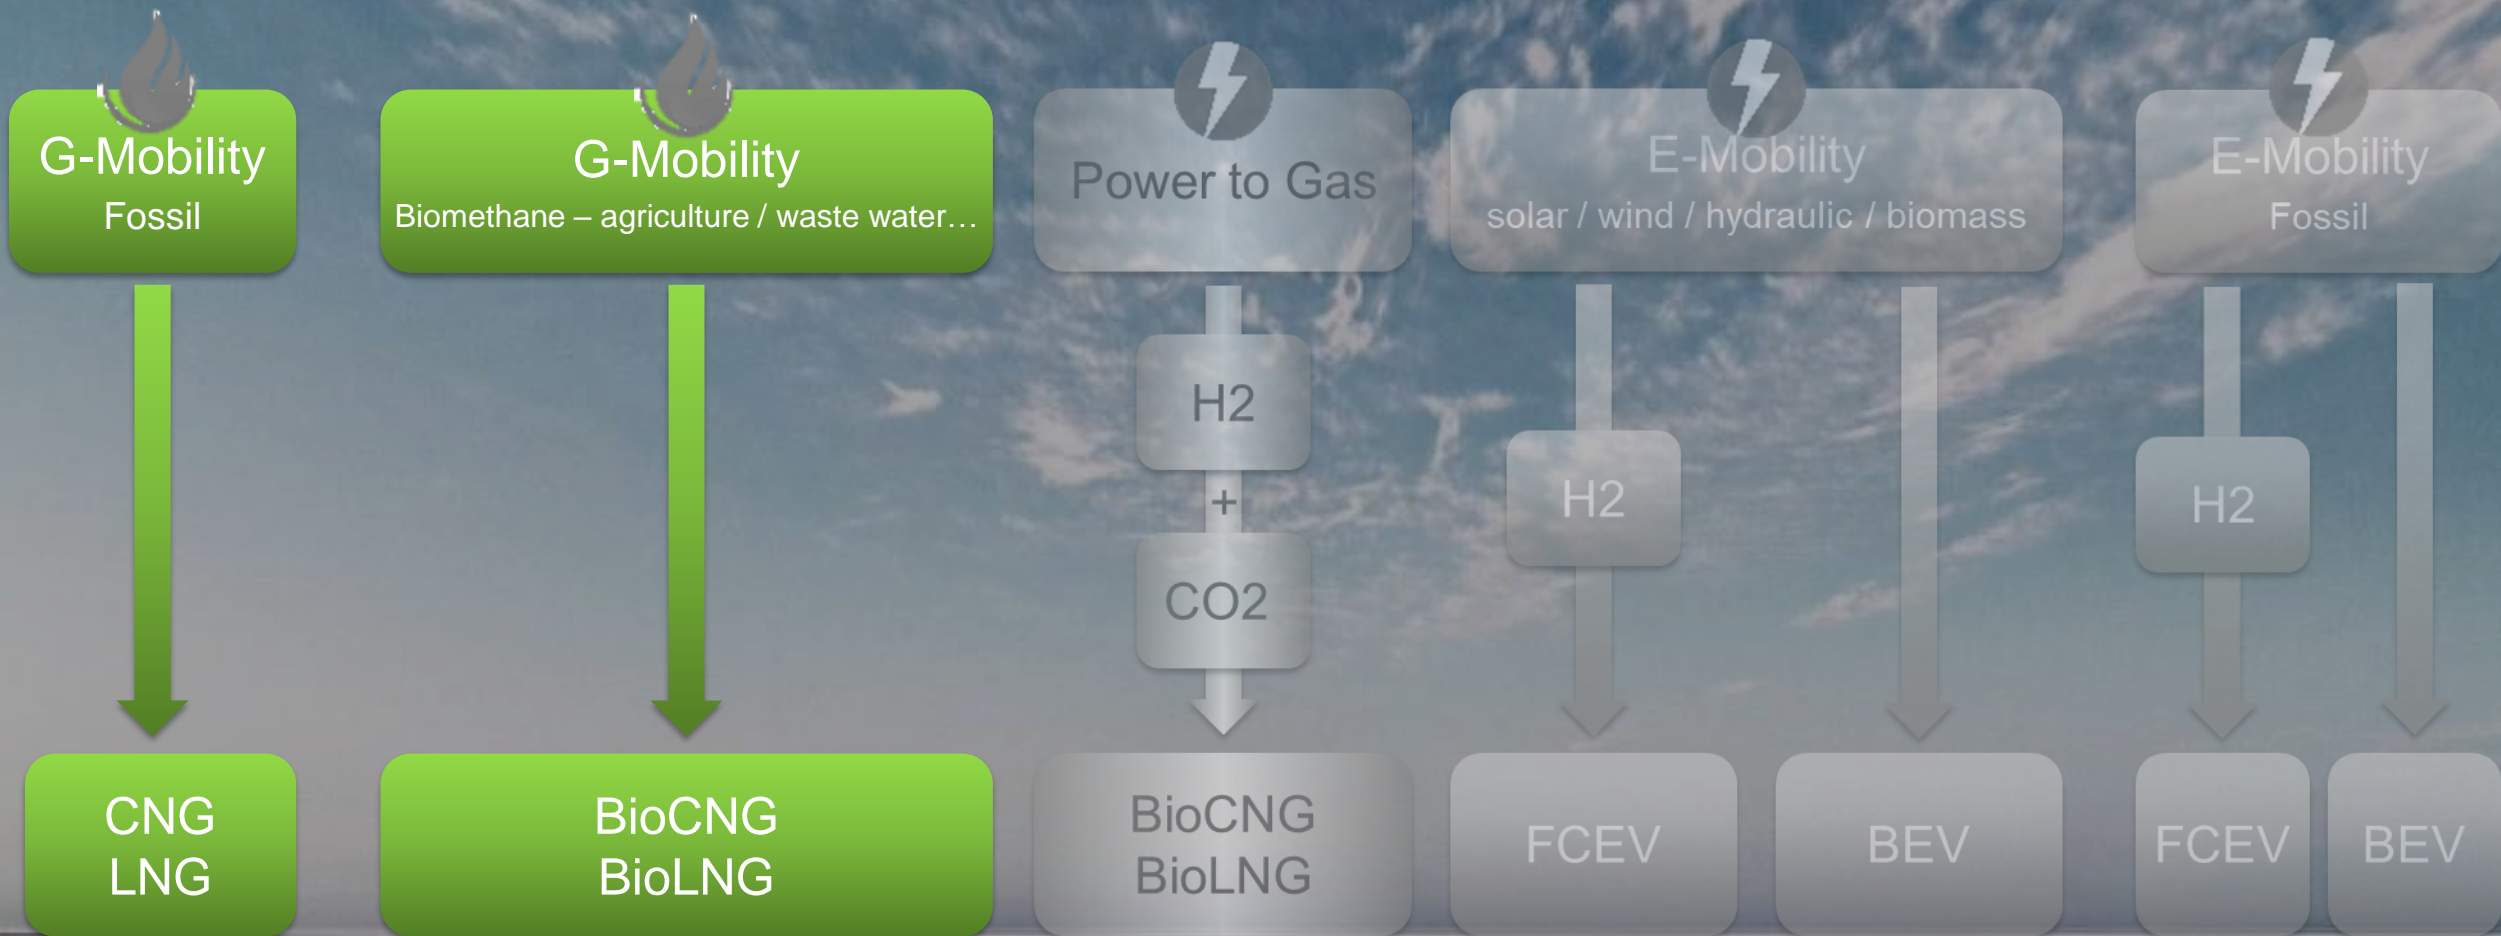 G-Mobility
Fossil
G-Mobility
Biomethane – agriculture / waste water…
Power to Gas
E-Mobility
solar / wind / hydraulic / biomass
E-Mobility
Fossil
H2
+
CO2
H2
H2
CNG
LNG
BioCNG
BioLNG
BioCNG
BioLNG
FCEV
BEV
FCEV
BEV